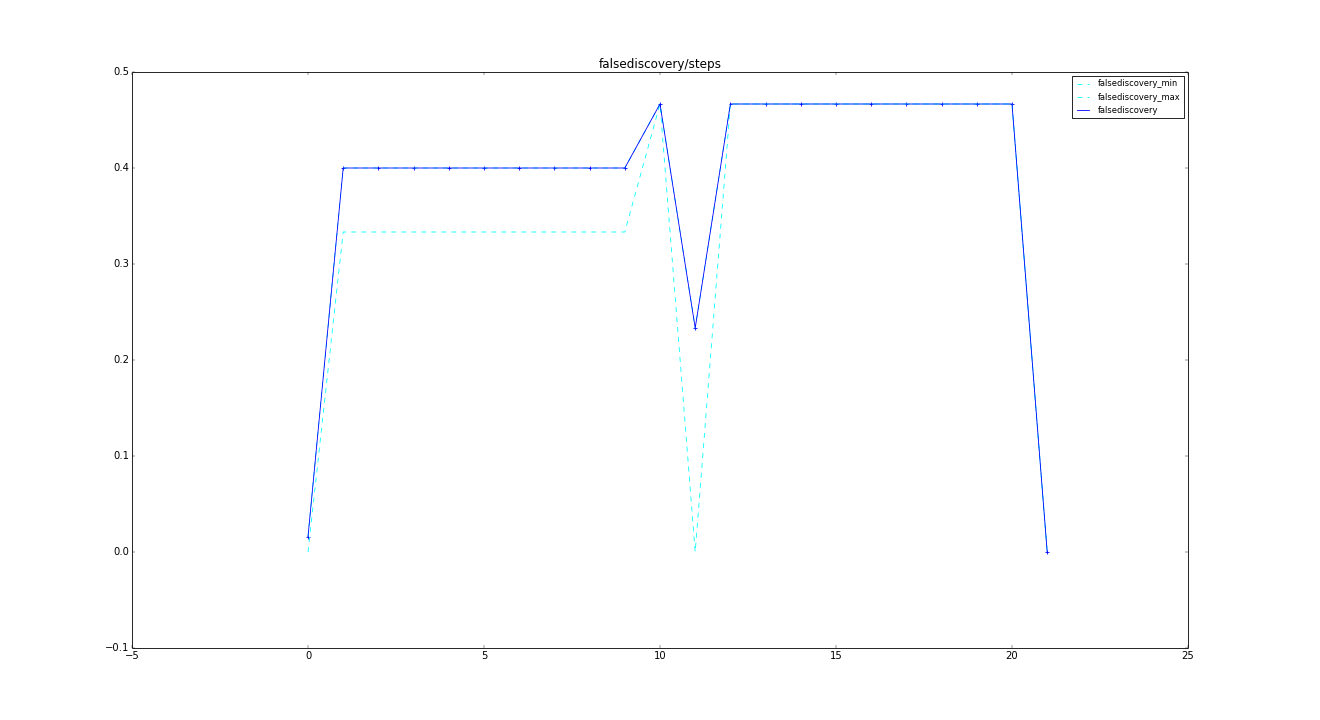 falsediscovery/steps
0.5
0.4
0.3
0.2
0.1
0.0
−0.1
−5 0 5 10 15 20 25
falsediscovery_min
falsediscovery_max
falsediscovery